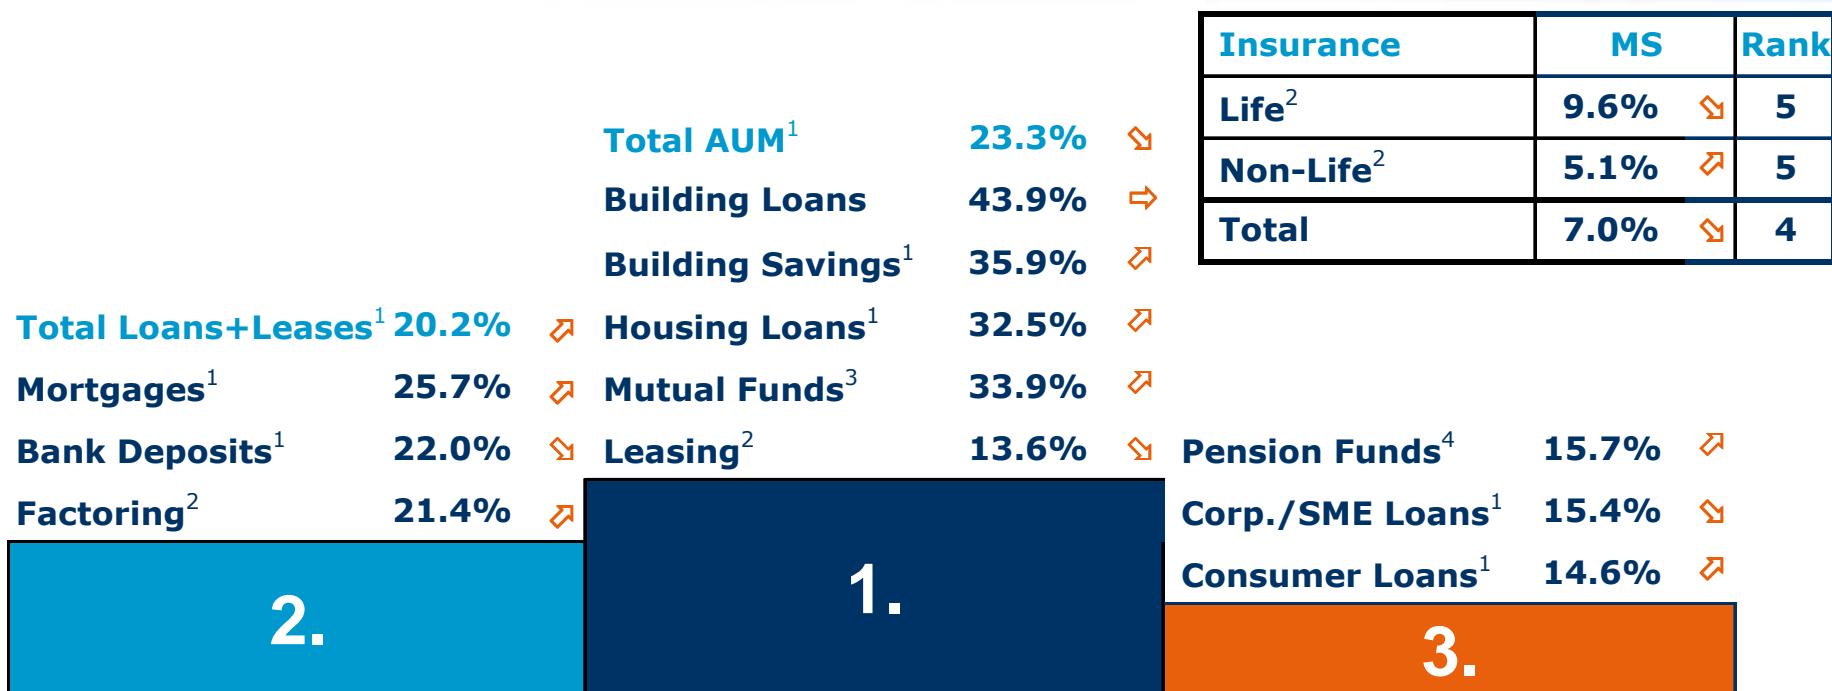 Insurance MS Rank
Life² 9.6% 5
Non-Life² 5.1% 5
Total 7.0% 4
Total AUM¹ 23.3%
Building Loans 43.9%
Building Savings¹ 35.9%
Housing Loans¹ 32.5%
Mutual Funds³ 33.9%
Leasing² 13.6%
1.
Total Loans+Leases¹ 20.2%
Mortgages¹ 25.7%
Bank Deposits¹ 22.0%
Factoring² 21.4%
2.
Pension Funds⁴ 15.7%
Corp./SME Loans¹ 15.4%
Consumer Loans¹ 14.6%
3.